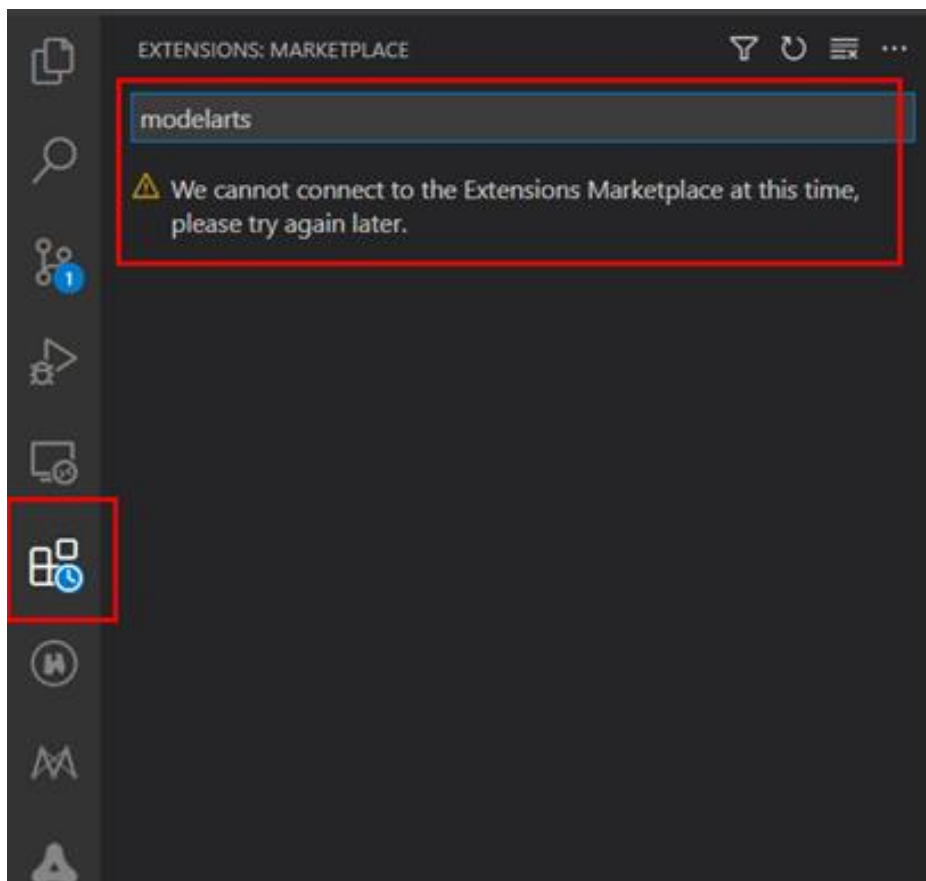 EXTENSIONS: MARKETPLACE
modelarts
We cannot connect to the Extensions Marketplace at this time,
please try again later.
1